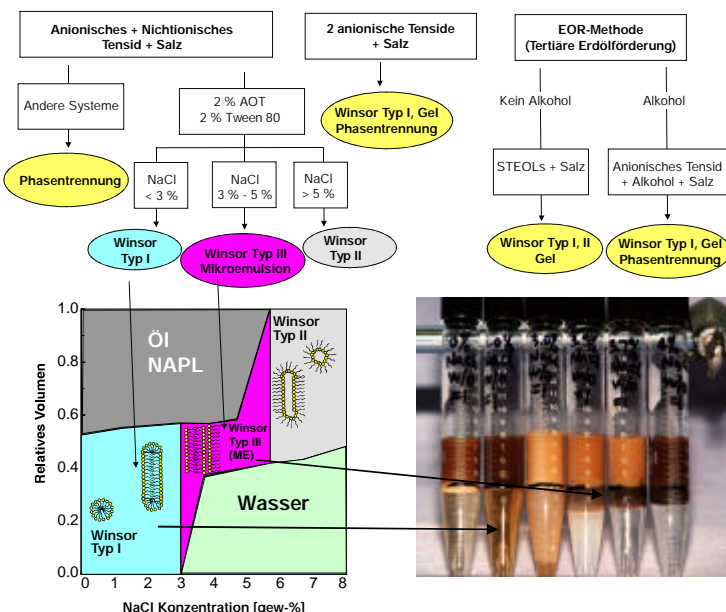 Anionisches + Nichtionisches
Tensid + Salz
2 anionische Tenside
+ Salz
EOR-Methode
(Tertiäre Erdölförderung)
Andere Systeme
2 % AOT
2 % Tween 80
Winsor Typ I, Gel
Phasentrennung
Kein Alkohol
Alkohol
Phasentrennung
NaCl
< 3 %
NaCl
3 % - 5 %
NaCl
> 5 %
STEOLs + Salz
Anionisches Tensid
+ Alkohol + Salz
Winsor
Typ I
Winsor Typ III
Mikroemulsion
Winsor
Typ II
Winsor Typ I, II
Gel
Winsor Typ I, Gel
Phasentrennung
Relatives Volumen
1.0
0.8
0.6
0.4
0.2
0.0
Öl
NAPL
Winsor
Typ II
Winsor
Typ III
(ME)
Wasser
Winsor
Typ I
0 1 2 3 4 5 6 7 8
NaCl Konzentration [gew-%]